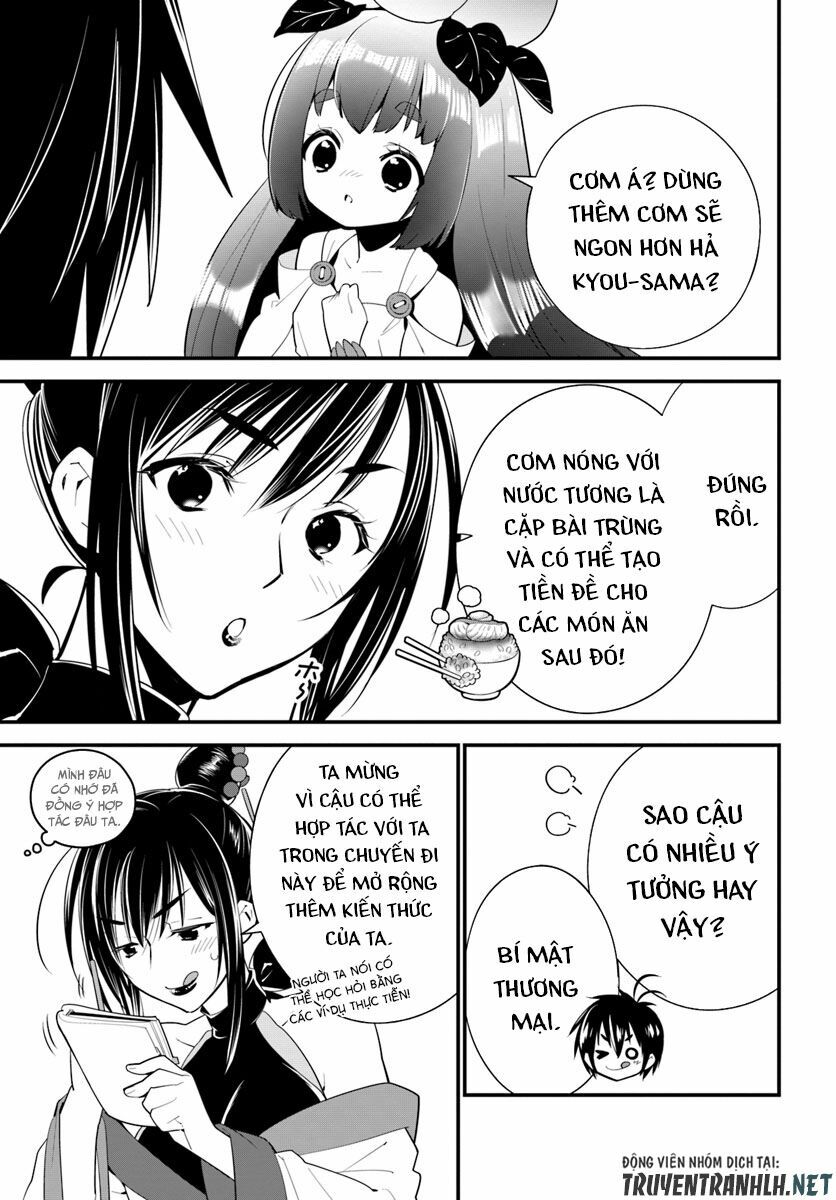 CƠM Á? DÙNG
THÊM CƠM SẼ
NGON HƠN HẢ
KYOU-SAMA?
ĐÚNG
RỒI.
CƠM NÓNG VỚI
NƯỚC TƯƠNG LÀ
CẶP BÀI TRÙNG
VÀ CÓ THỂ TẠO
TIỀN ĐỀ CHO
CÁC MÓN ĂN
SAU ĐÓ!
ホ〜
SAO CẬU
CÓ NHIỀU Ý
TƯỞNG HAY
VẬY?
BÍ MẬT
THƯƠNG
MẠI.
TA MỪNG
VÌ CẬU CÓ THỂ
HỢP TÁC VỚI TA
TRONG CHUYẾN ĐI
NÀY ĐỂ MỞ RỘNG
THÊM KIẾN THỨC
CỦA TA.
NGƯỜI TA NÓI CÓ
THỂ HỌC HỎI BẰNG
CÁC VÍ DỤ THỰC TIỄN!
MÌNH ĐÂU
CÓ NHỚ ĐÃ
ĐỒNG Ý HỢP
TÁC ĐÂU TA.
ĐỘNG VIÊN NHÓM DỊCH TẠI:
TRUYENTRANHLH.NET